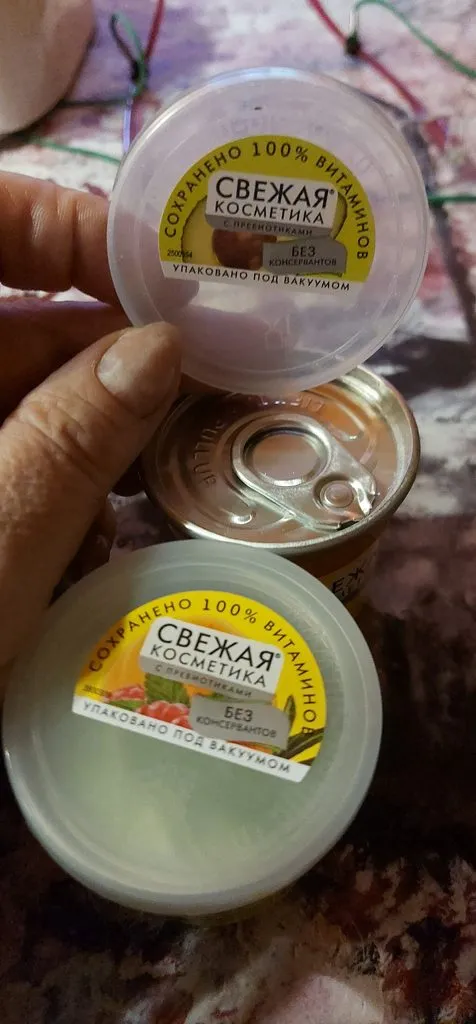 СОХРАНЕНО 100% ВИТАМИНОВ
СВЕЖАЯ®
КОСМЕТИКА
С ПРЕБИОТИКАМИ
БЕЗ
КОНСЕРВАНТОВ
УПАКОВАНО ПОД ВАКУУМОМ
СОХРАНЕНО 100% ВИТАМИНОВ
СВЕЖАЯ®
КОСМЕТИКА
С ПРЕБИОТИКАМИ
БЕЗ
КОНСЕРВАНТОВ
УПАКОВАНО ПОД ВАКУУМОМ